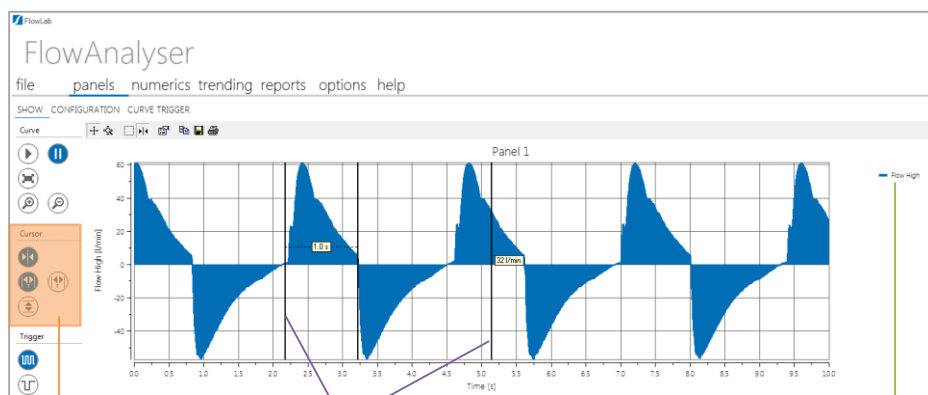 FlowLab
FlowAnalyser
file panels numerics trending reports options help
SHOW CONFIGURATION CURVE TRIGGER
Curve
Panel 1
Flow High
60
40
20
0
-20
-40
Flow High [l/min]
1.0 s
32 l/min
Cursor
Trigger
0.0 0.5 1.0 1.5 2.0 2.5 3.0 3.5 4.0 4.5 5.0 5.5 6.0 6.5 7.0 7.5 8.0 8.5 9.0 9.5 10.0
Time [s]